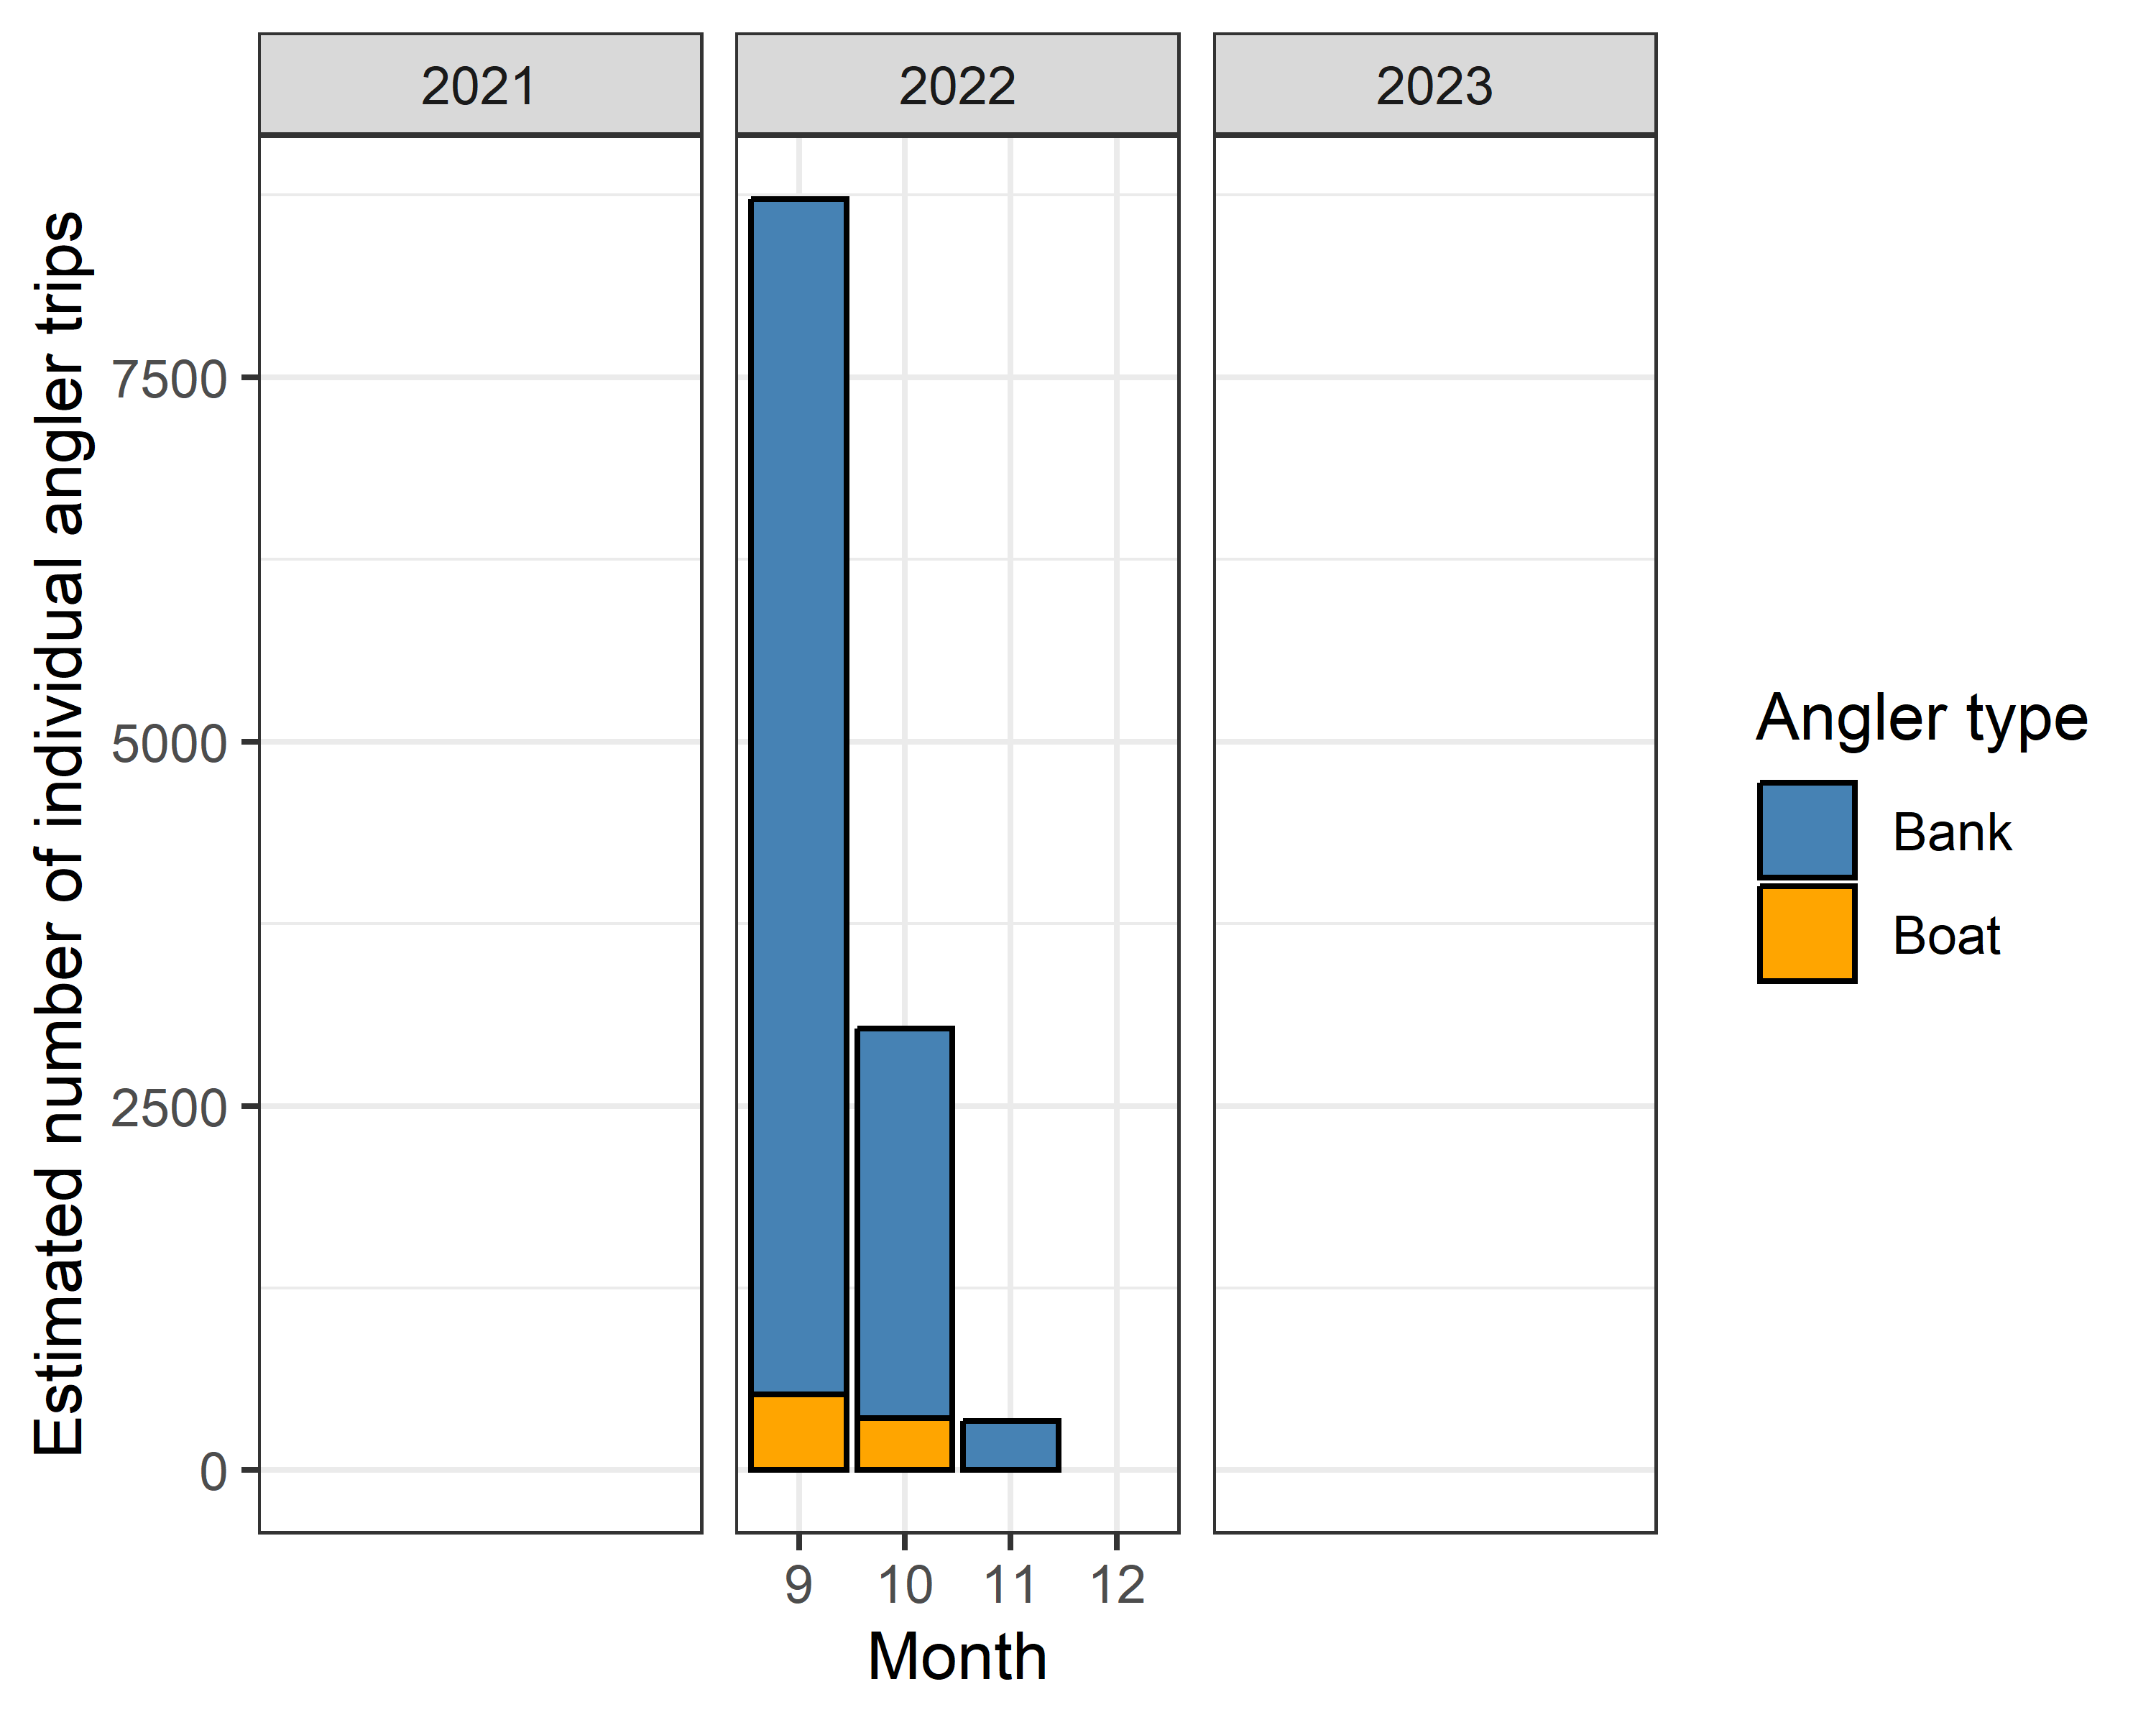 2021
2022
2023
Estimated number of individual angler trips
7500
5000
2500
0
9
10
11
12
Month
Angler type
Bank
Boat